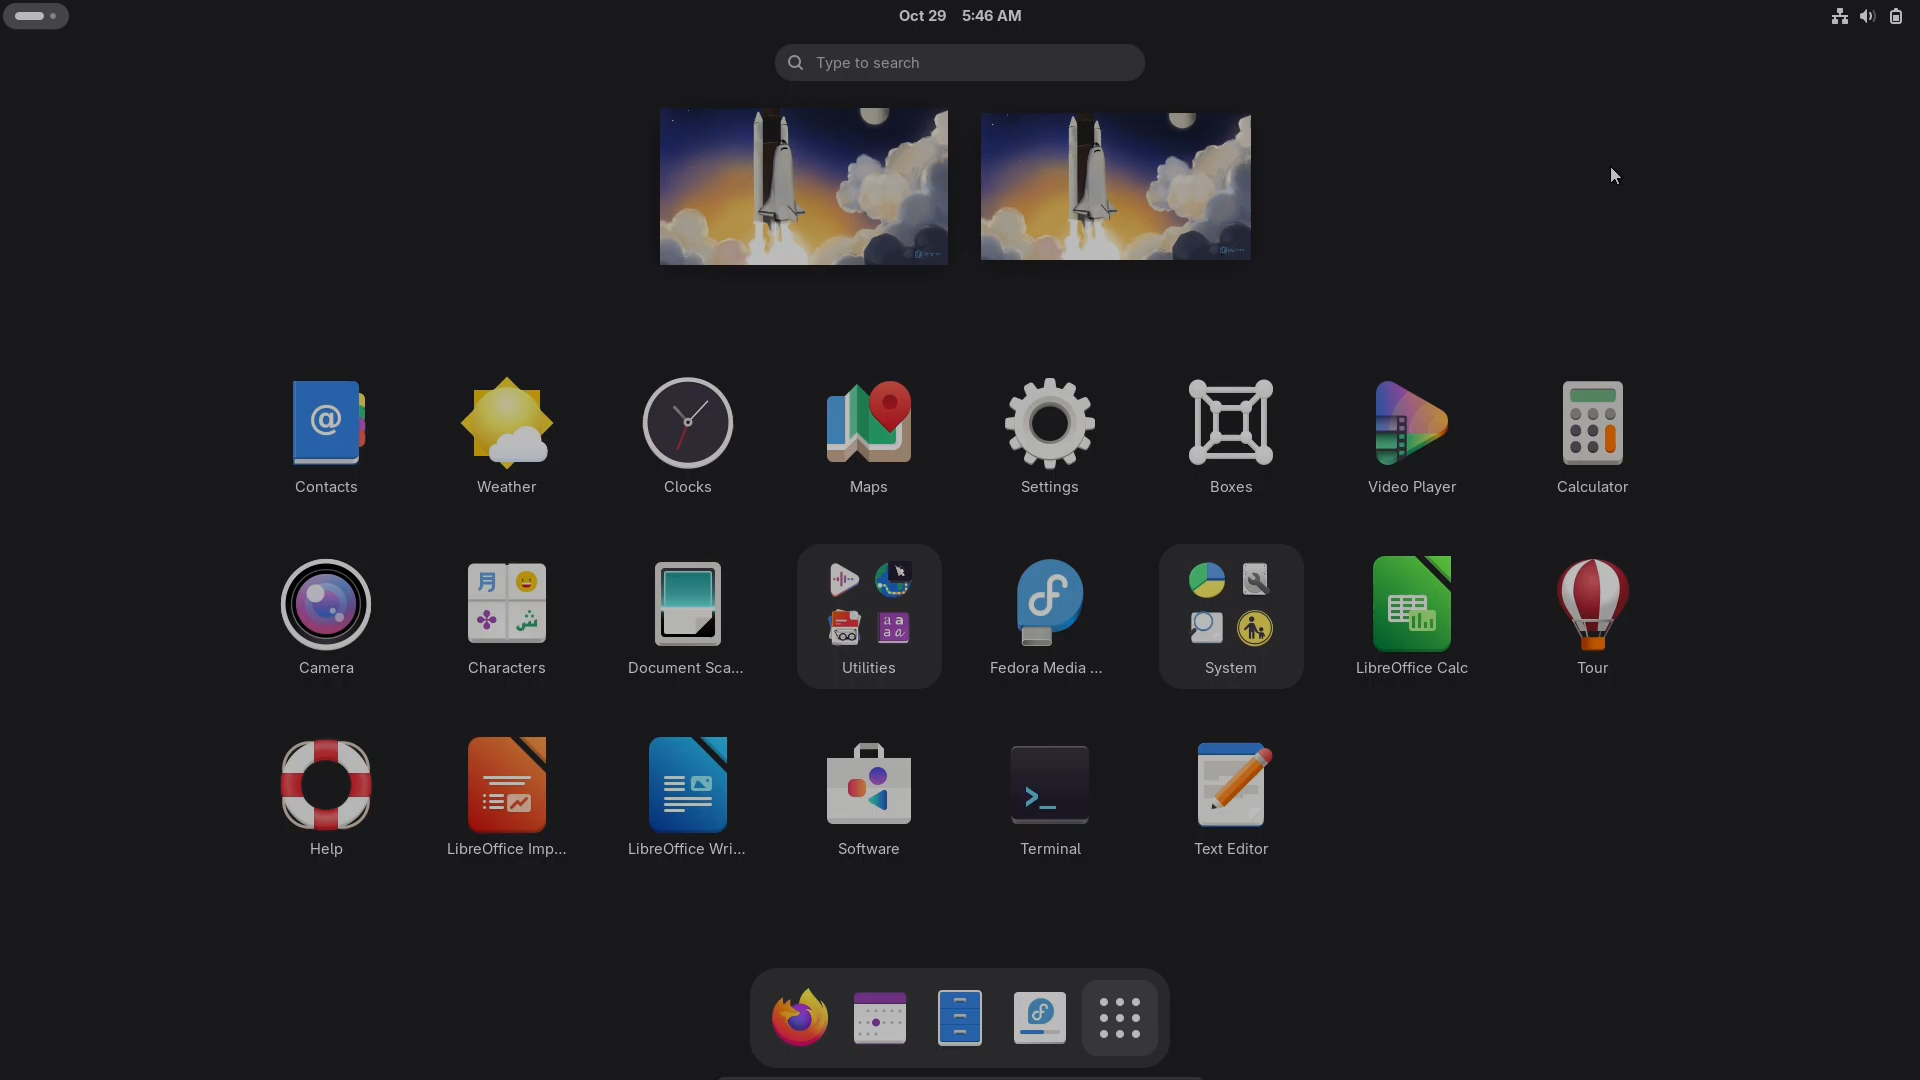 Oct 29 5:46 AM
Type to search
Contacts Weather Clocks Maps Settings Boxes Video Player Calculator
Camera Characters Document Sca... Utilities Fedora Media ... System LibreOffice Calc Tour
Help LibreOffice Imp... LibreOffice Wri... Software Terminal Text Editor